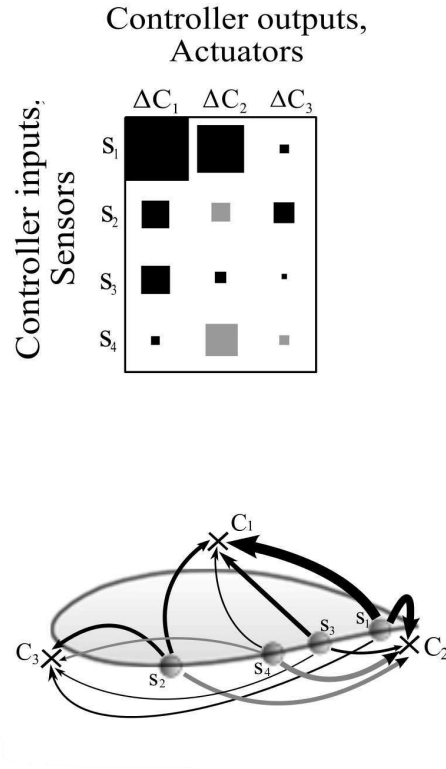 Controller outputs,
Actuators
Controller inputs,
Sensors
ΔC₁ ΔC₂ ΔC₃
S₁
S₂
S₃
S₄
C₁
S₁
S₃
C₂
C₃
S₄
S₂